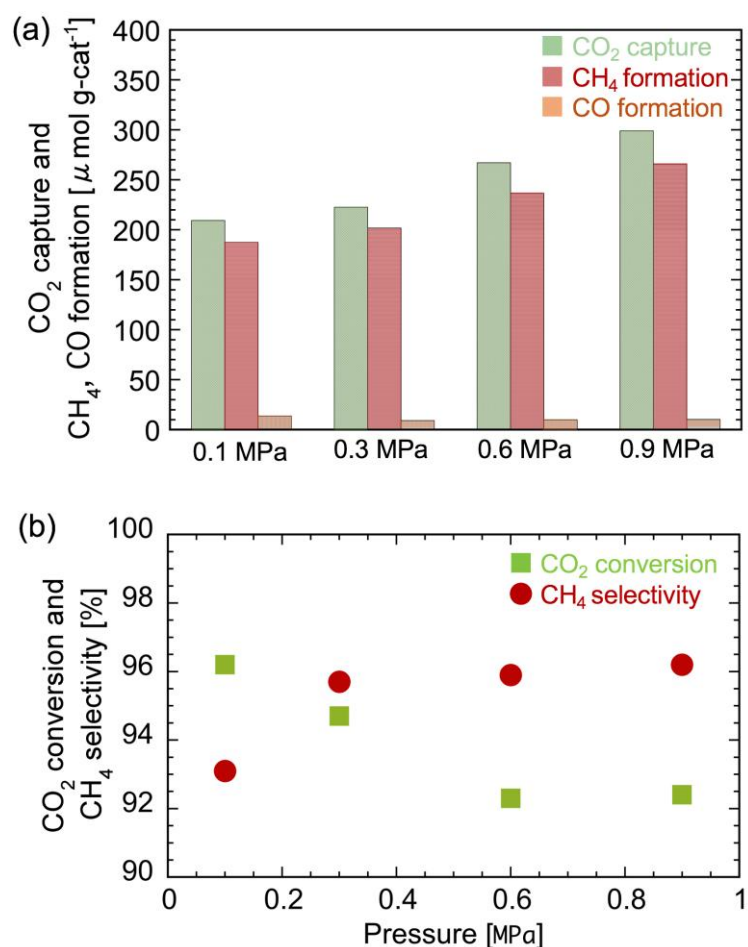 (a)
400
350
300
250
200
150
100
50
0
CO₂ capture and
CH₄, CO formation [μ mol g-cat⁻¹]
CO₂ capture
CH₄ formation
CO formation
0.1 MPa 0.3 MPa 0.6 MPa 0.9 MPa
(b)
100
98
96
94
92
90
CO₂ conversion and
CH₄ selectivity [%]
CO₂ conversion
CH₄ selectivity
0 0.2 0.4 0.6 0.8 1
Pressure [MPa]